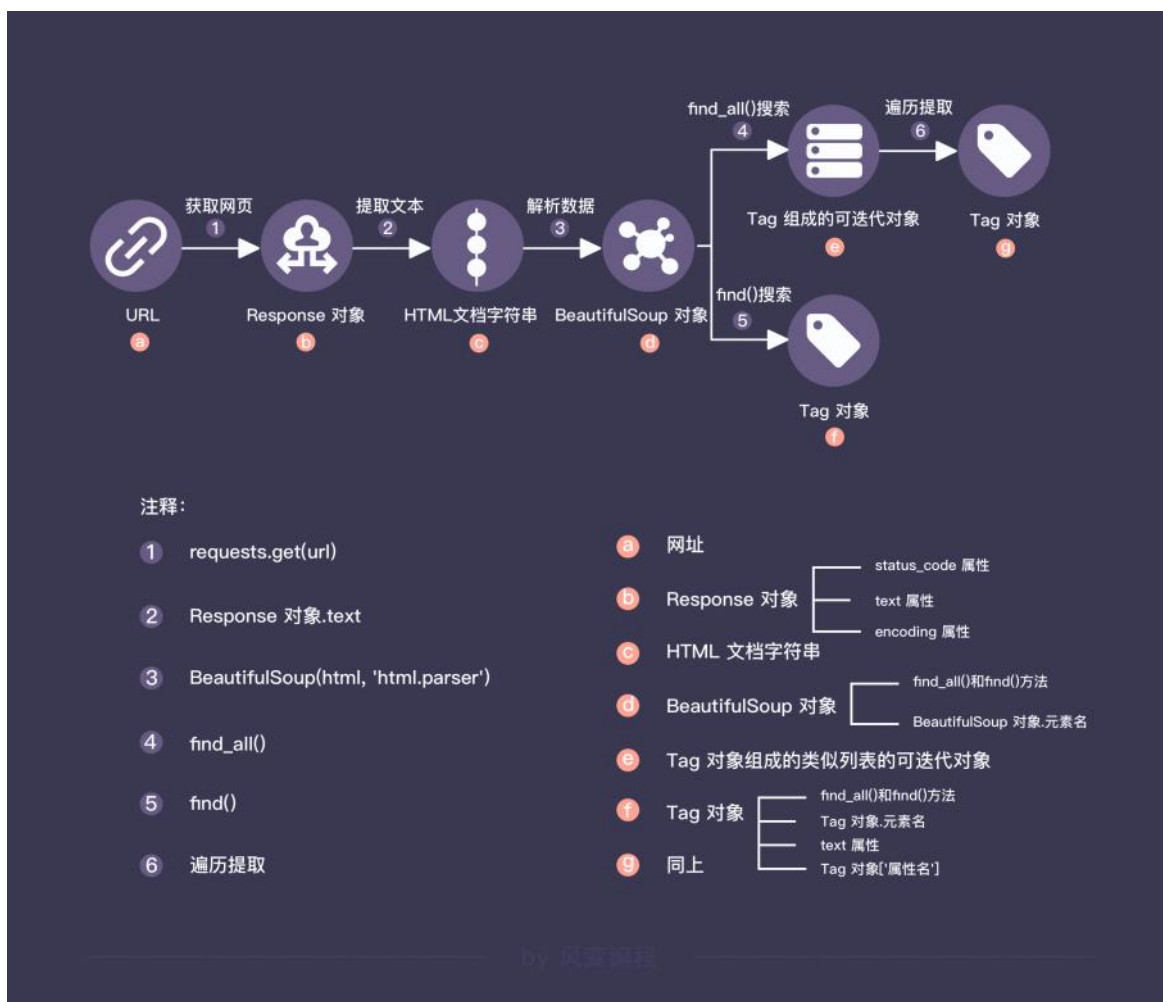 find_all()搜索
4
遍历提取
6
获取网页
1
提取文本
2
解析数据
3
Tag 组成的可迭代对象
e
Tag 对象
g
find()搜索
5
URL
a
Response 对象
b
HTML文档字符串
c
BeautifulSoup 对象
d
Tag 对象
f
注释：
1 requests.get(url)
2 Response 对象.text
3 BeautifulSoup(html, 'html.parser')
4 find_all()
5 find()
6 遍历提取
a 网址
b Response 对象
status_code 属性
text 属性
encoding 属性
c HTML 文档字符串
d BeautifulSoup 对象
find_all()和find()方法
BeautifulSoup 对象.元素名
e Tag 对象组成的类似列表的可迭代对象
f Tag 对象
find_all()和find()方法
Tag 对象.元素名
text 属性
Tag 对象['属性名']
g 同上
by 风变编程